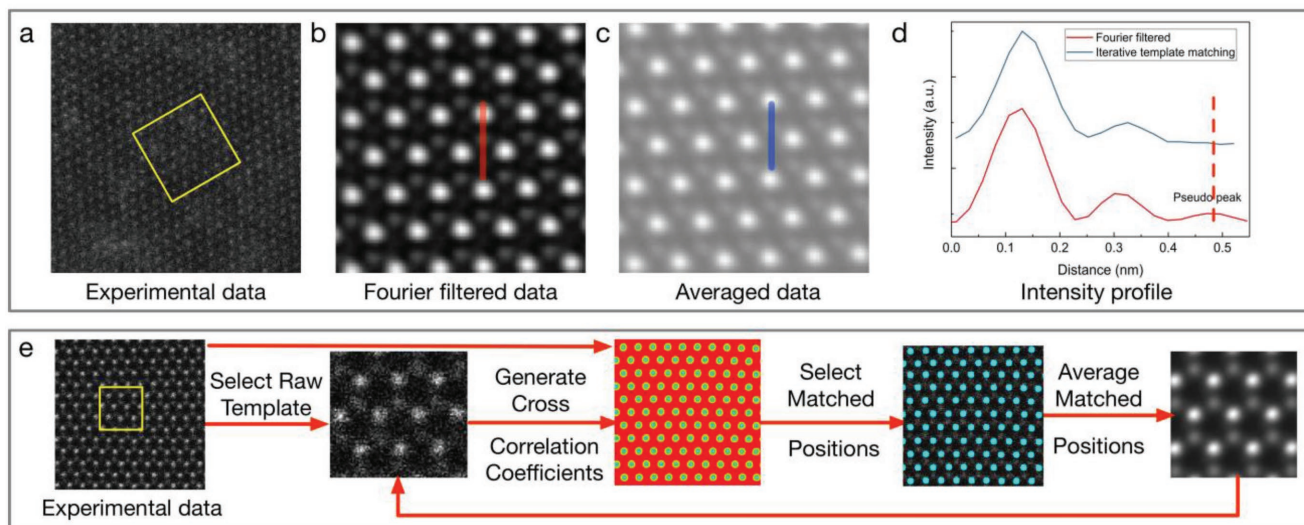 a
b
c
d
Fourier filtered
Iterative template matching
Intensity (a.u.)
Pseudo peak
0.0 0.1 0.2 0.3 0.4 0.5
Distance (nm)
Experimental data
Fourier filtered data
Averaged data
Intensity profile
e
Experimental data
Select Raw
Template
Generate
Cross
Correlation
Coefficients
Select
Matched
Positions
Average
Matched
Positions